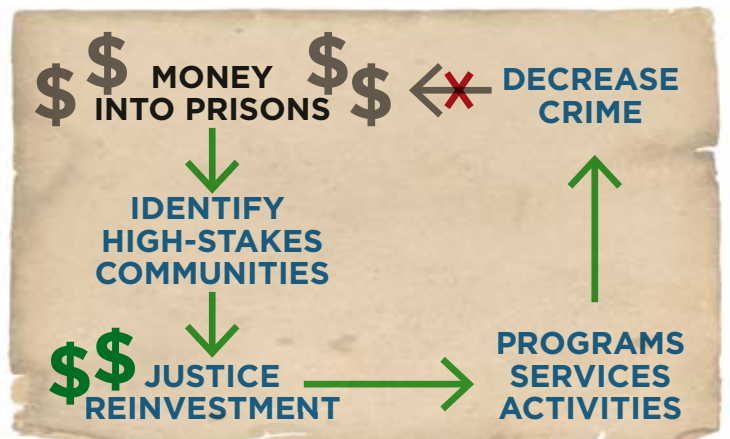 $ $ MONEY $ $
INTO PRISONS
DECREASE
CRIME
IDENTIFY
HIGH-STAKES
COMMUNITIES
$$ JUSTICE
REINVESTMENT
PROGRAMS
SERVICES
ACTIVITIES